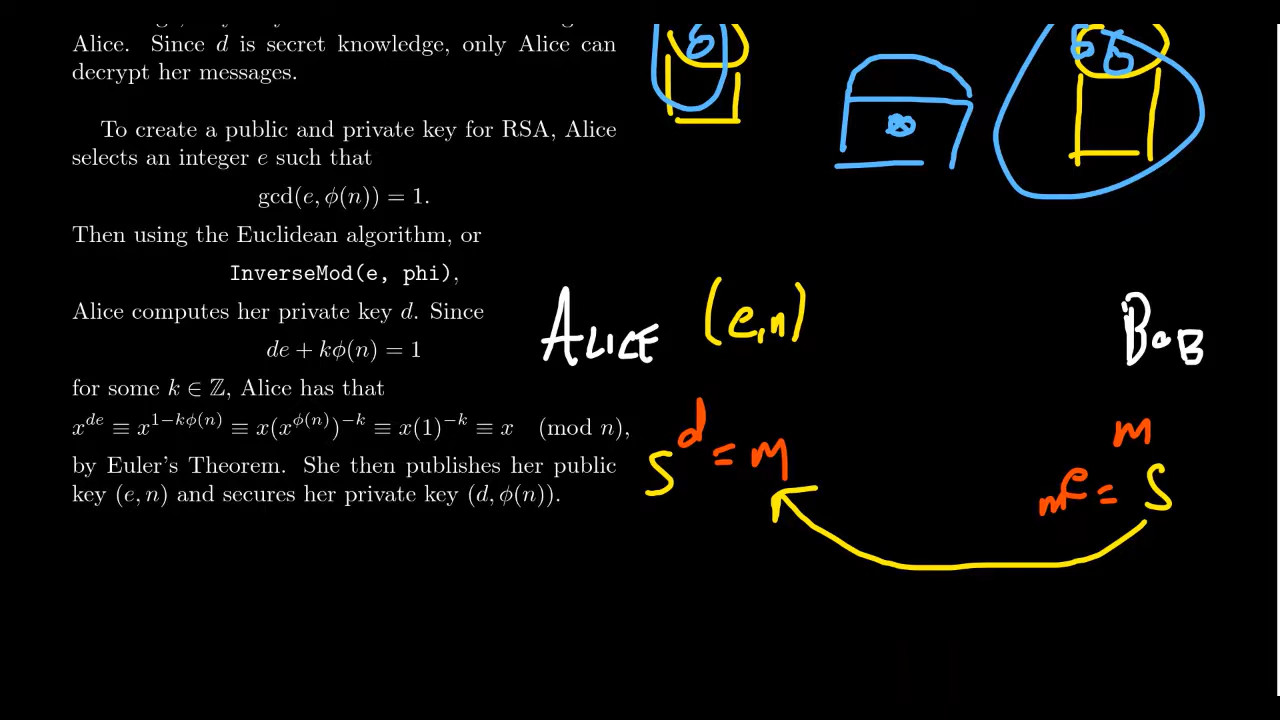 Alice. Since d is secret knowledge, only Alice can
decrypt her messages.
To create a public and private key for RSA, Alice
selects an integer e such that
gcd(e, ϕ(n)) = 1.
Then using the Euclidean algorithm, or
InverseMod(e, phi),
Alice computes her private key d. Since
de + kϕ(n) = 1
for some k ∈ ℤ, Alice has that
x^{de} ≡ x^{1−kϕ(n)} ≡ x(x^{ϕ(n)})^{−k} ≡ x(1)^{−k} ≡ x (mod n),
by Euler's Theorem. She then publishes her public
key (e, n) and secures her private key (d, ϕ(n)).
ALICE (e,n) BOB
m
S^d = m
m^e = S